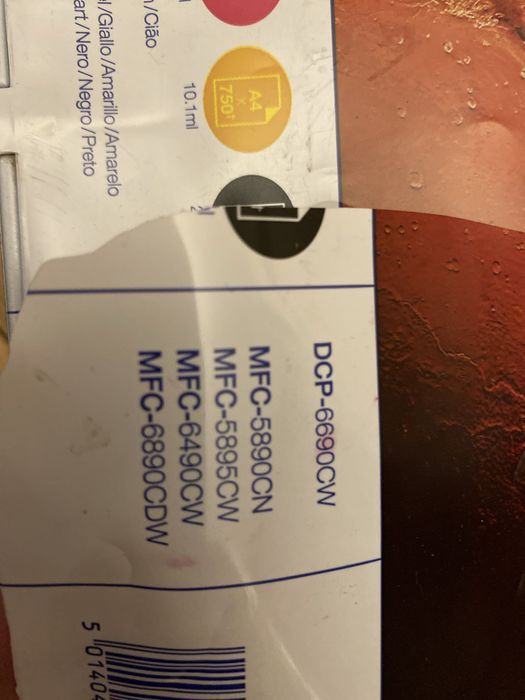 n/Cião
l/Giallo/Amarillo/Amarelo
art/Nero/Negro/Preto
A4
x
750†
10.1ml
DCP-6690CW
MFC-5890CN
MFC-5895CW
MFC-6490CW
MFC-6890CDW
5 01404